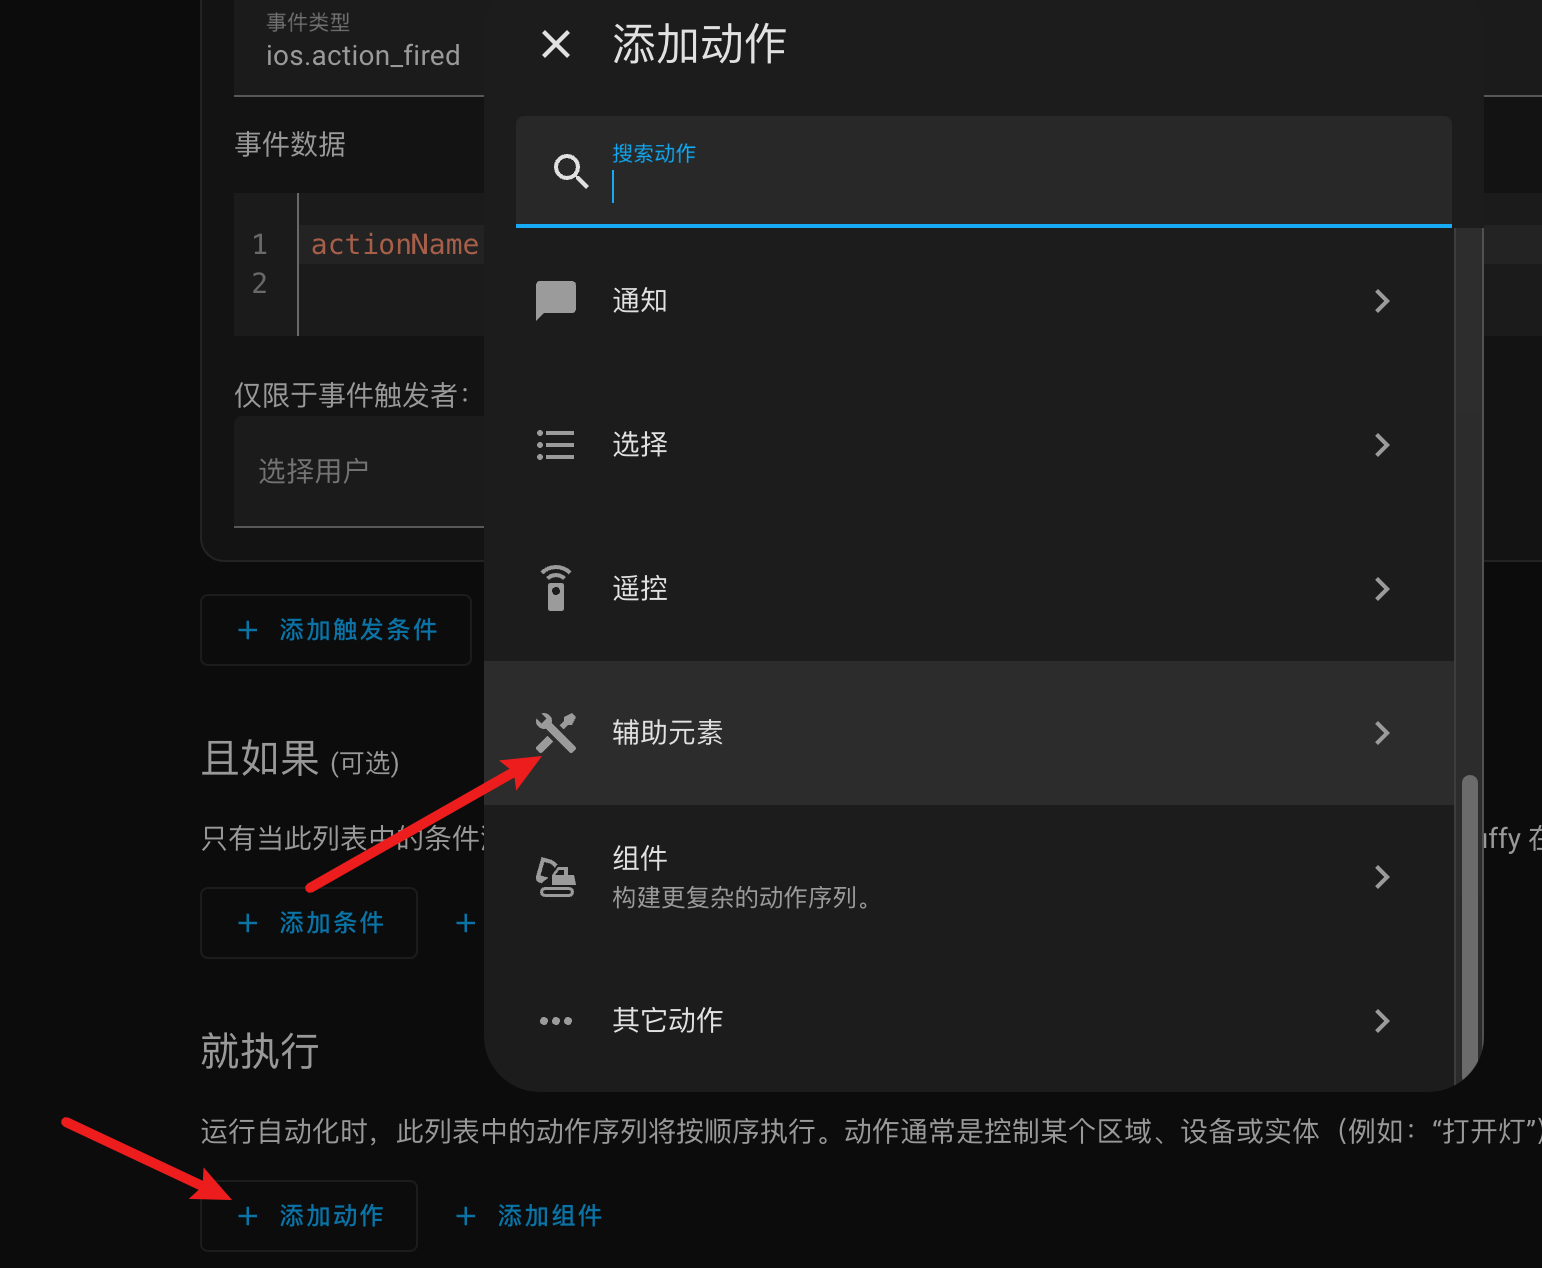 事件类型
ios.action_fired
事件数据
1
actionName
2
仅限于事件触发者：
选择用户
添加触发条件
且如果 (可选)
只有当此列表中的条件
uffy 在
添加条件
就执行
运行自动化时，此列表中的动作序列将按顺序执行。动作通常是控制某个区域、设备或实体（例如：“打开灯”）
添加动作
添加组件
添加动作
搜索动作
通知
选择
遥控
辅助元素
组件
构建更复杂的动作序列。
其它动作